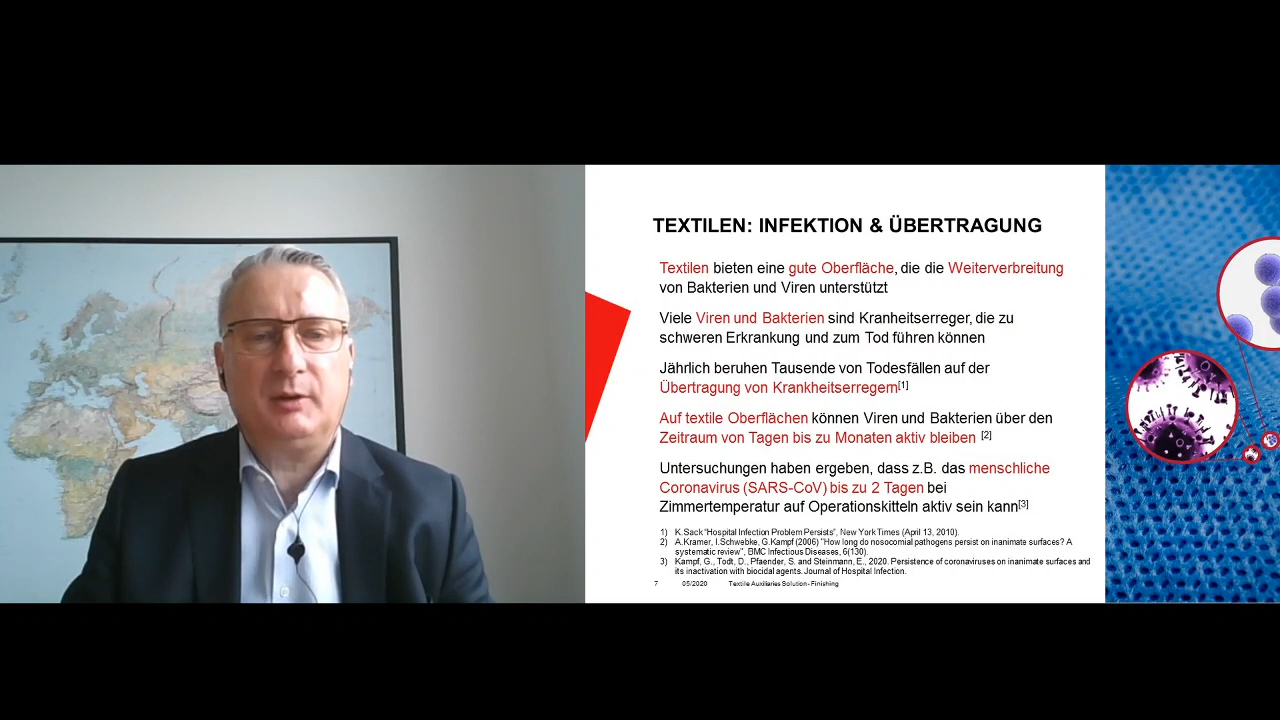 TEXTILEN: INFEKTION & ÜBERTRAGUNG
Textilen bieten eine gute Oberfläche, die die Weiterverbreitung
von Bakterien und Viren unterstützt
Viele Viren und Bakterien sind Kranheitserreger, die zu
schweren Erkrankung und zum Tod führen können
Jährlich beruhen Tausende von Todesfällen auf der
Übertragung von Krankheitserregern[1]
Auf textile Oberflächen können Viren und Bakterien über den
Zeitraum von Tagen bis zu Monaten aktiv bleiben [2]
Untersuchungen haben ergeben, dass z.B. das menschliche
Coronavirus (SARS-CoV) bis zu 2 Tagen bei
Zimmertemperatur auf Operationskitteln aktiv sein kann[3]
1) K.Sack "Hospital Infection Problem Persists", New York Times (April 13, 2010).
2) A.Kramer, I.Schwebke, G.Kampf (2006) "How long do nosocomial pathogens persist on inanimate surfaces? A
systematic review", BMC Infectious Diseases, 6(130).
3) Kampf, G., Todt, D., Pfaender, S. and Steinmann, E., 2020. Persistence of coronaviruses on inanimate surfaces and
its inactivation with biocidal agents. Journal of Hospital Infection.
7 05/2020 Textile Auxiliaries Solution - Finishing